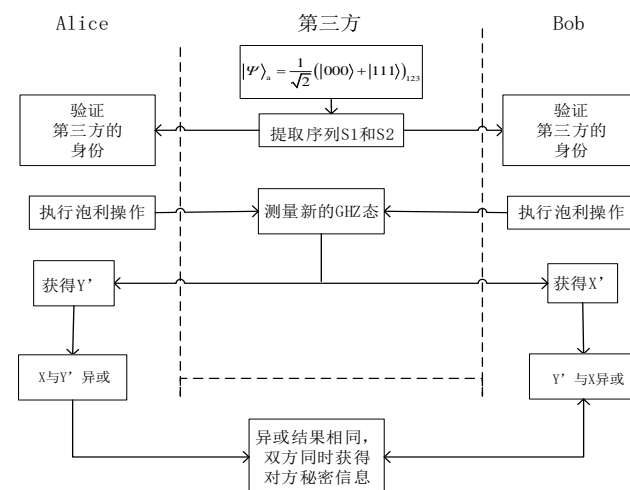 Alice
第三方
Bob
|Ψ⟩a = 1/√2 (|000⟩+|111⟩)123
验证
第三方的
身份
提取序列S1和S2
验证
第三方的
身份
执行泡利操作
测量新的GHZ态
执行泡利操作
获得Y’
获得X’
X与Y’异或
Y’与X异或
异或结果相同，
双方同时获得
对方秘密信息